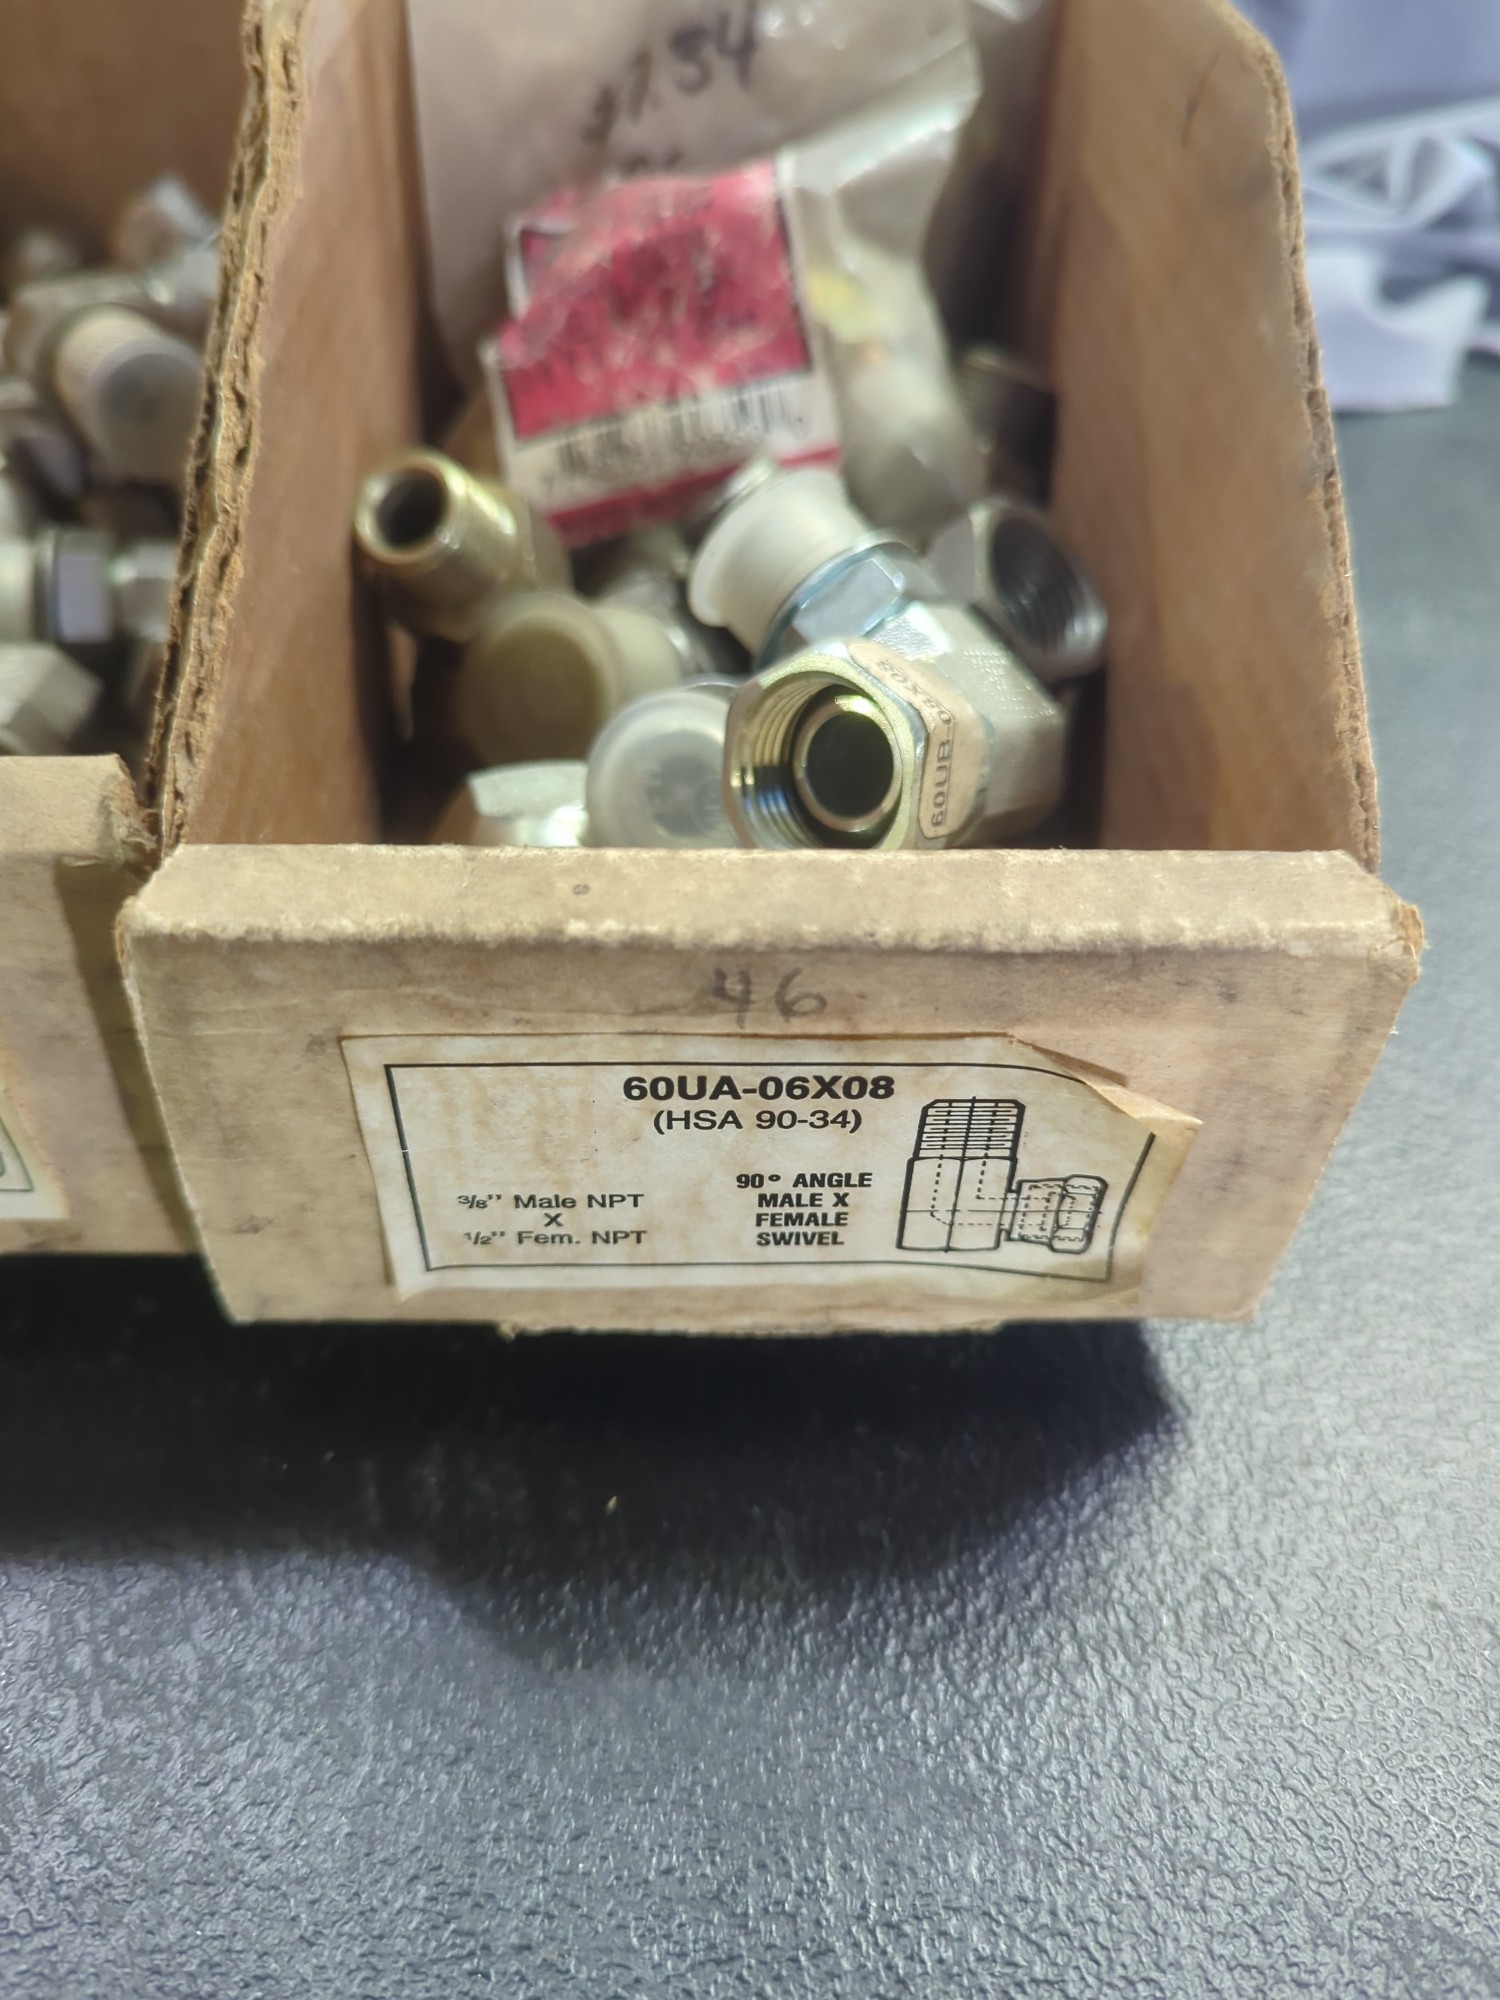 60UB-06X08
46
60UA-06X08
(HSA 90-34)
3/8" Male NPT
X
1/2" Fem. NPT
90° ANGLE
MALE X
FEMALE
SWIVEL